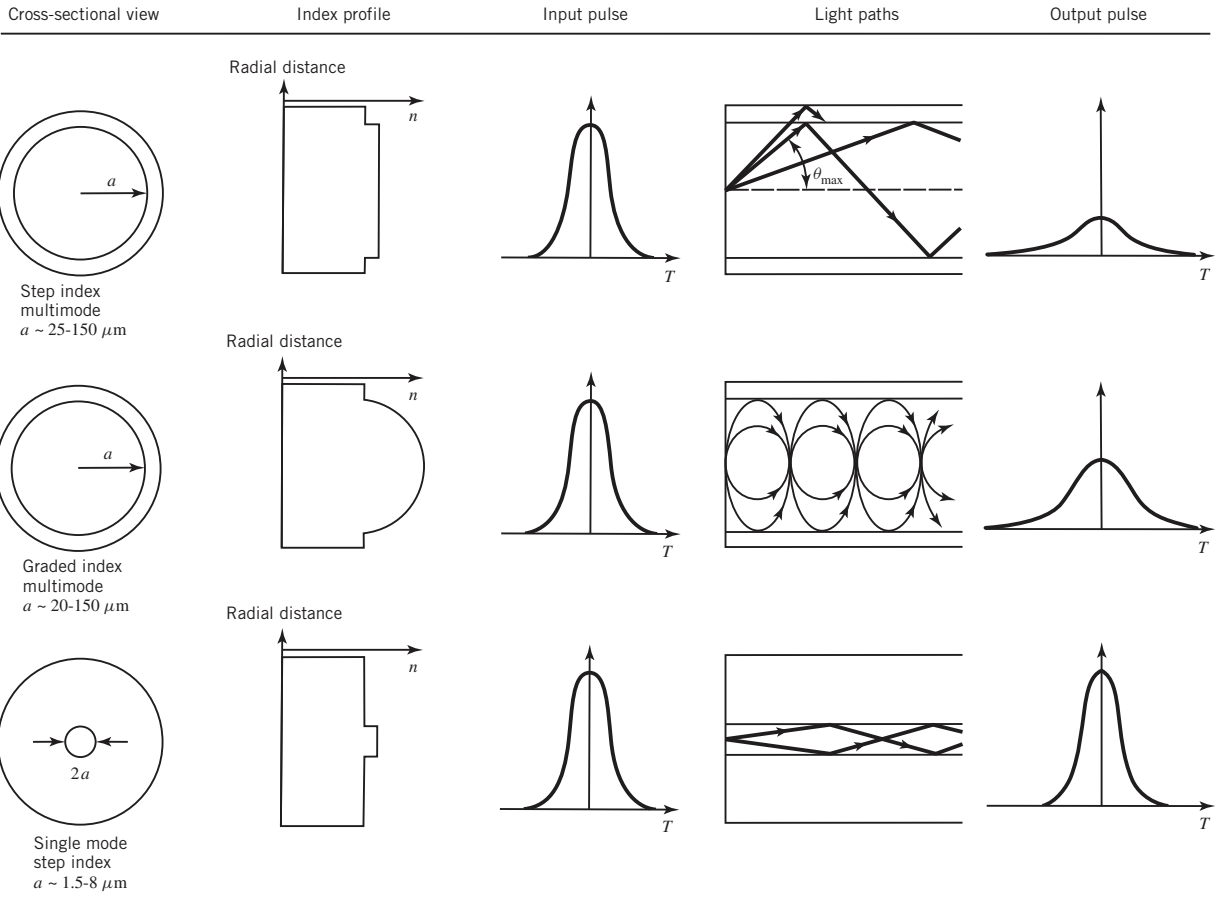 Cross-sectional view
Index profile
Input pulse
Light paths
Output pulse
Radial distance
n
a
θmax
T
T
Step index
multimode
a ~ 25-150 μm
Radial distance
n
a
T
T
Graded index
multimode
a ~ 20-150 μm
Radial distance
n
2a
T
T
Single mode
step index
a ~ 1.5-8 μm